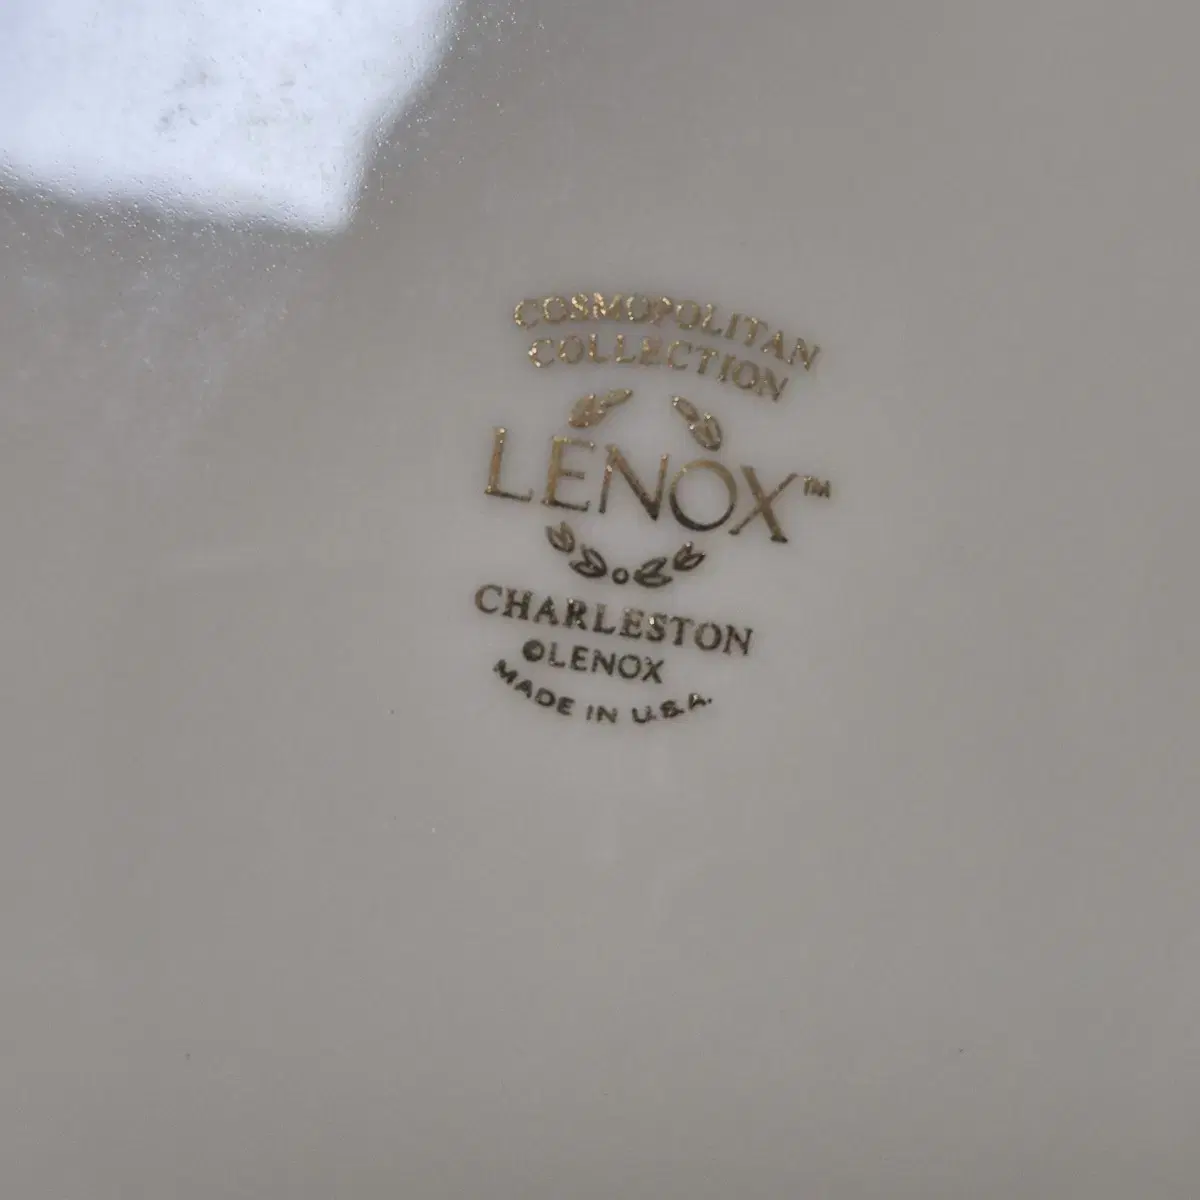 COSMOPOLITAN
COLLECTION
LENOX™
CHARLESTON
©LENOX
MADE IN U.S.A.